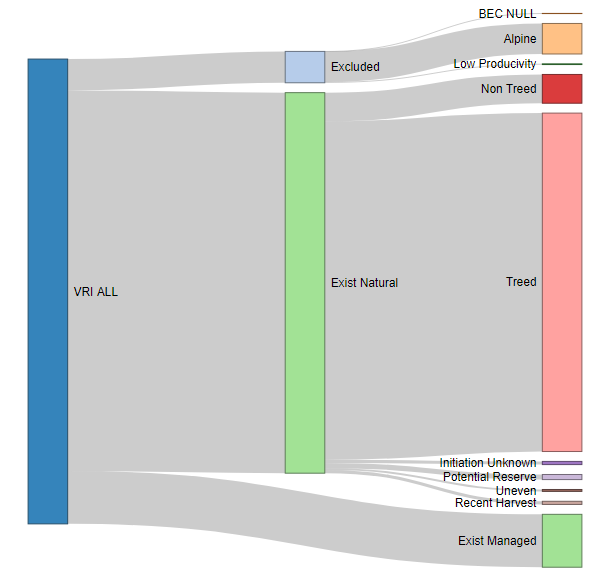 BEC NULL
Alpine
Low Producivity
Excluded
Non Treed
VRI ALL
Exist Natural
Treed
Initiation Unknown
Potential Reserve
Uneven
Recent Harvest
Exist Managed